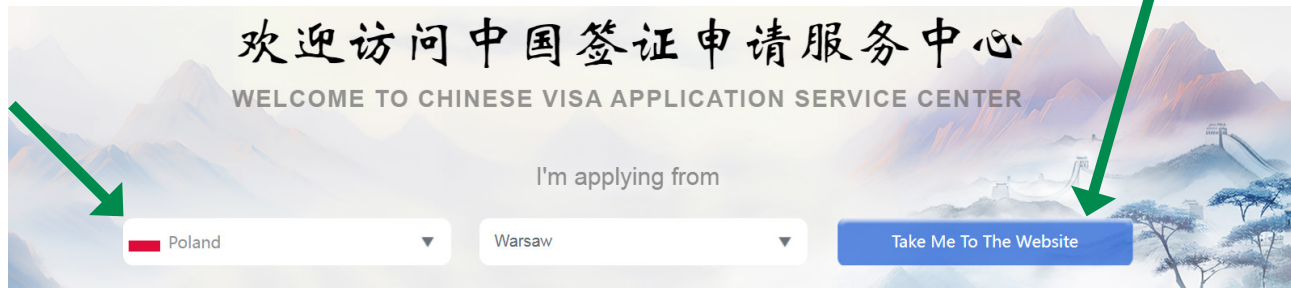 欢迎访问中国签证申请服务中心
WELCOME TO CHINESE VISA APPLICATION SERVICE CENTER
I'm applying from
Poland
Warsaw
Take Me To The Website